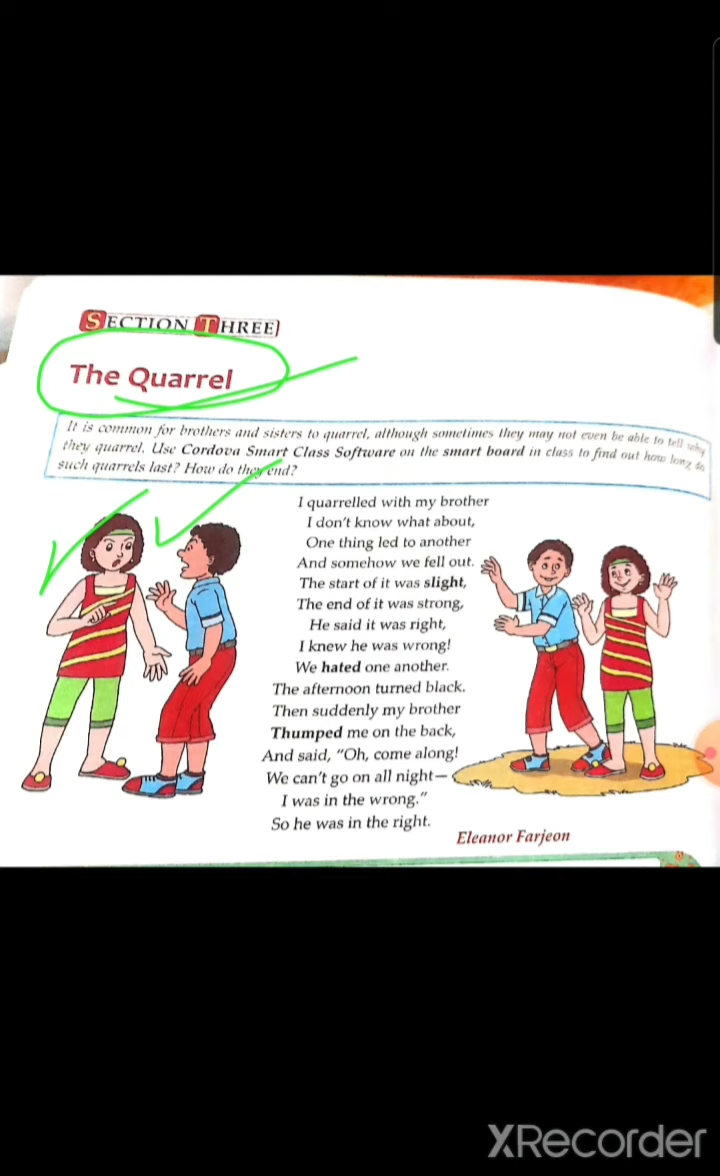 SECTION THREE
The Quarrel
It is common for brothers and sisters to quarrel, although sometimes they may not even be able to tell why
they quarrel. Use Cordova Smart Class Software on the smart board in class to find out how long do
such quarrels last? How do they end?
I quarrelled with my brother
I don't know what about,
One thing led to another
And somehow we fell out.
The start of it was slight,
The end of it was strong,
He said it was right,
I knew he was wrong!
We hated one another.
The afternoon turned black.
Then suddenly my brother
Thumped me on the back,
And said, “Oh, come along!
We can't go on all night—
I was in the wrong.”
So he was in the right.
Eleanor Farjeon
XRecorder